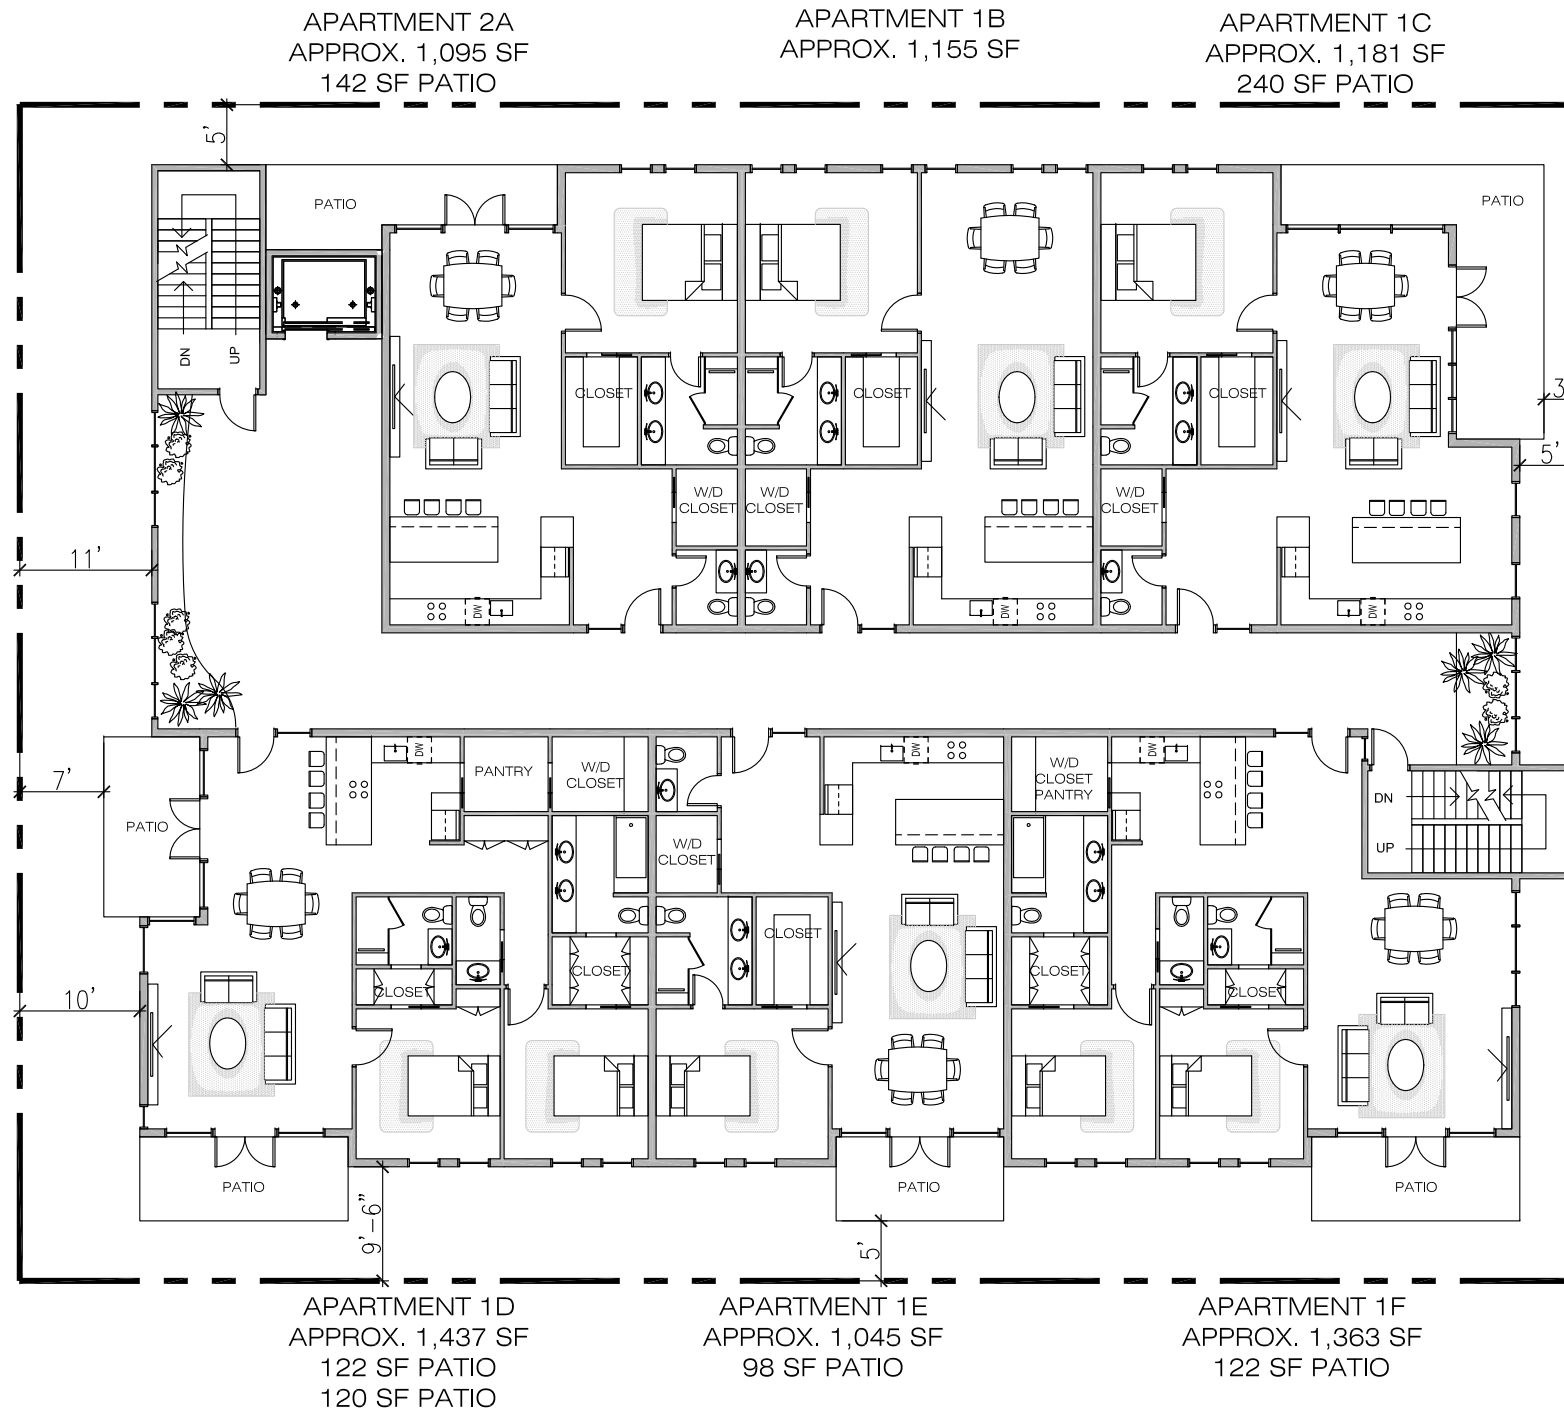 APARTMENT 2A
APPROX. 1,095 SF
142 SF PATIO
APARTMENT 1B
APPROX. 1,155 SF
APARTMENT 1C
APPROX. 1,181 SF
240 SF PATIO
5'
PATIO
PATIO
DN
UP
CLOSET
CLOSET
CLOSET
3
5'
W/D
CLOSET
W/D
CLOSET
W/D
CLOSET
11'
DW
DW
DW
DW
DW
DW
PANTRY
W/D
CLOSET
W/D
CLOSET
PANTRY
7'
PATIO
DN
UP
W/D
CLOSET
CLOSET
CLOSET
CLOSET
CLOSET
CLOSET
10'
PATIO
PATIO
PATIO
9'-6"
5'
APARTMENT 1D
APPROX. 1,437 SF
122 SF PATIO
120 SF PATIO
APARTMENT 1E
APPROX. 1,045 SF
98 SF PATIO
APARTMENT 1F
APPROX. 1,363 SF
122 SF PATIO